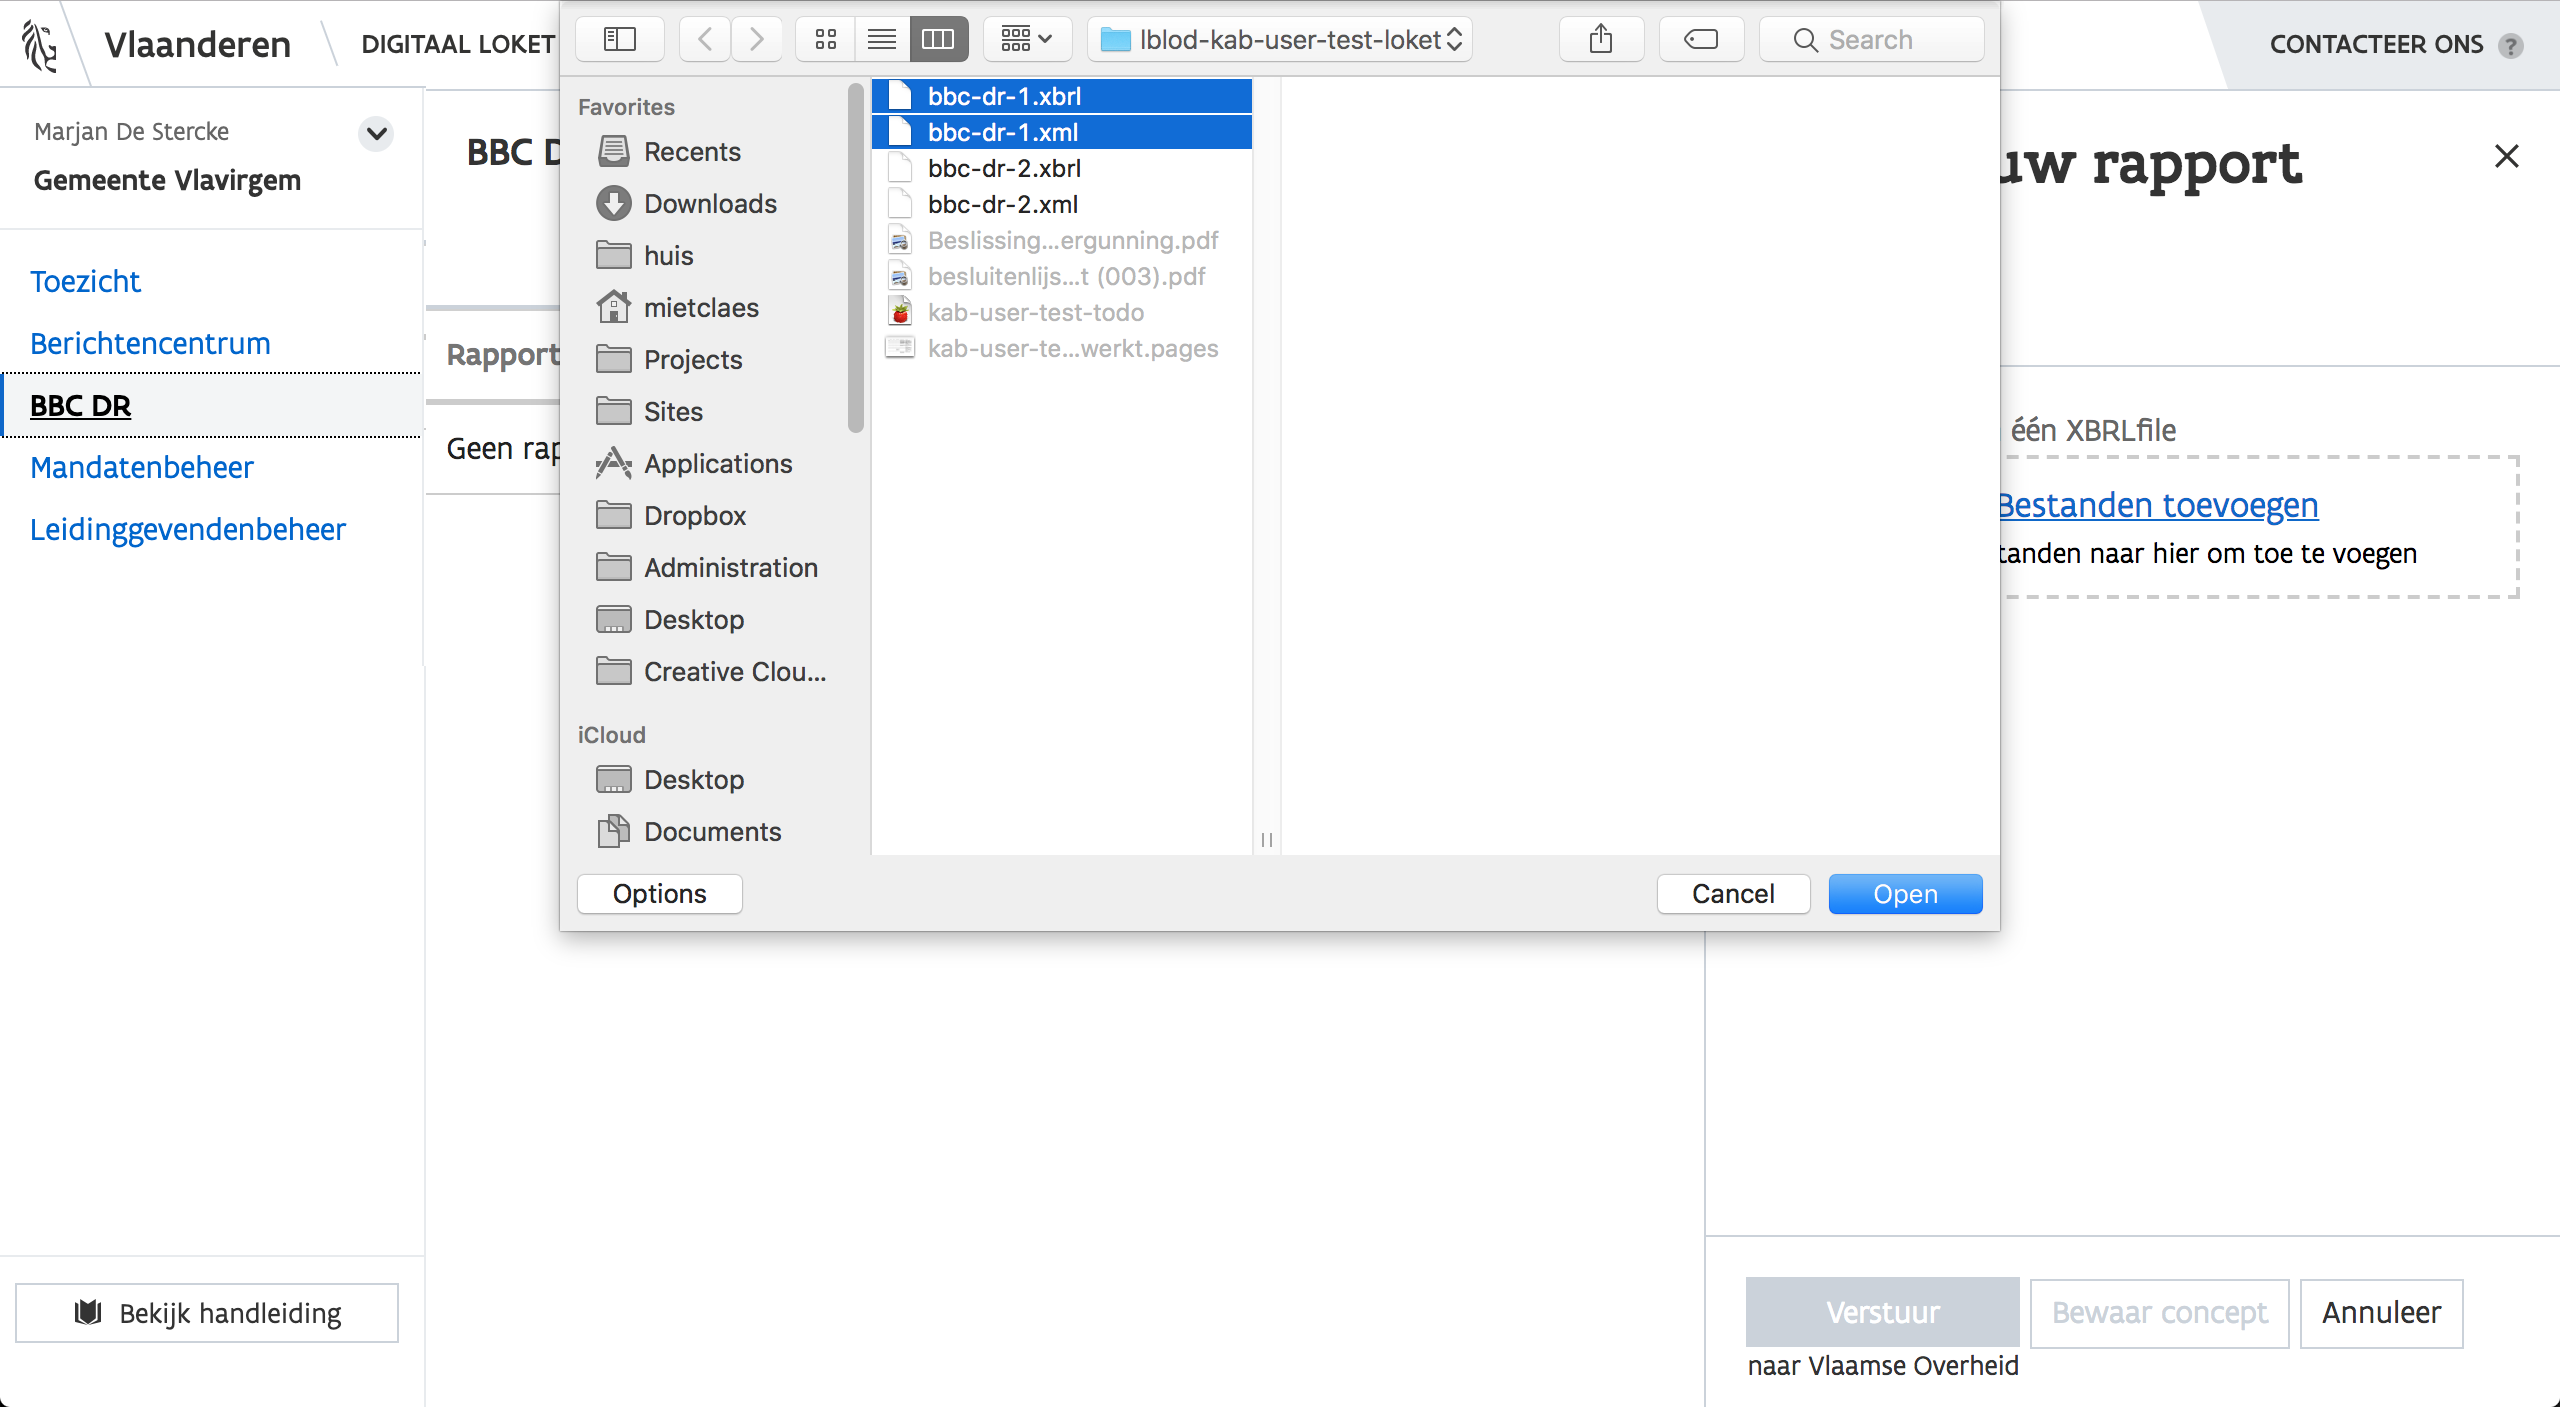 Vlaanderen
DIGITAAL LOKET
lblod-kab-user-test-loket
Search
CONTACTEER ONS ?
Marjan De Stercke
Gemeente Vlavirgem
Toezicht
Berichtencentrum
BBC DR
Mandatenbeheer
Leidinggevendenbeheer
Bekijk handleiding
BBC D
Rapport
Geen rap
Favorites
Recents
Downloads
huis
mietclaes
Projects
Sites
Applications
Dropbox
Administration
Desktop
Creative Clou...
iCloud
Desktop
Documents
bbc-dr-1.xbrl
bbc-dr-1.xml
bbc-dr-2.xbrl
bbc-dr-2.xml
Beslissing...ergunning.pdf
besluitenlijs...t (003).pdf
kab-user-test-todo
kab-user-te...werkt.pages
Options
Cancel
Open
uw rapport
één XBRLfile
Bestanden toevoegen
tanden naar hier om toe te voegen
Verstuur
Bewaar concept
Annuleer
naar Vlaamse Overheid